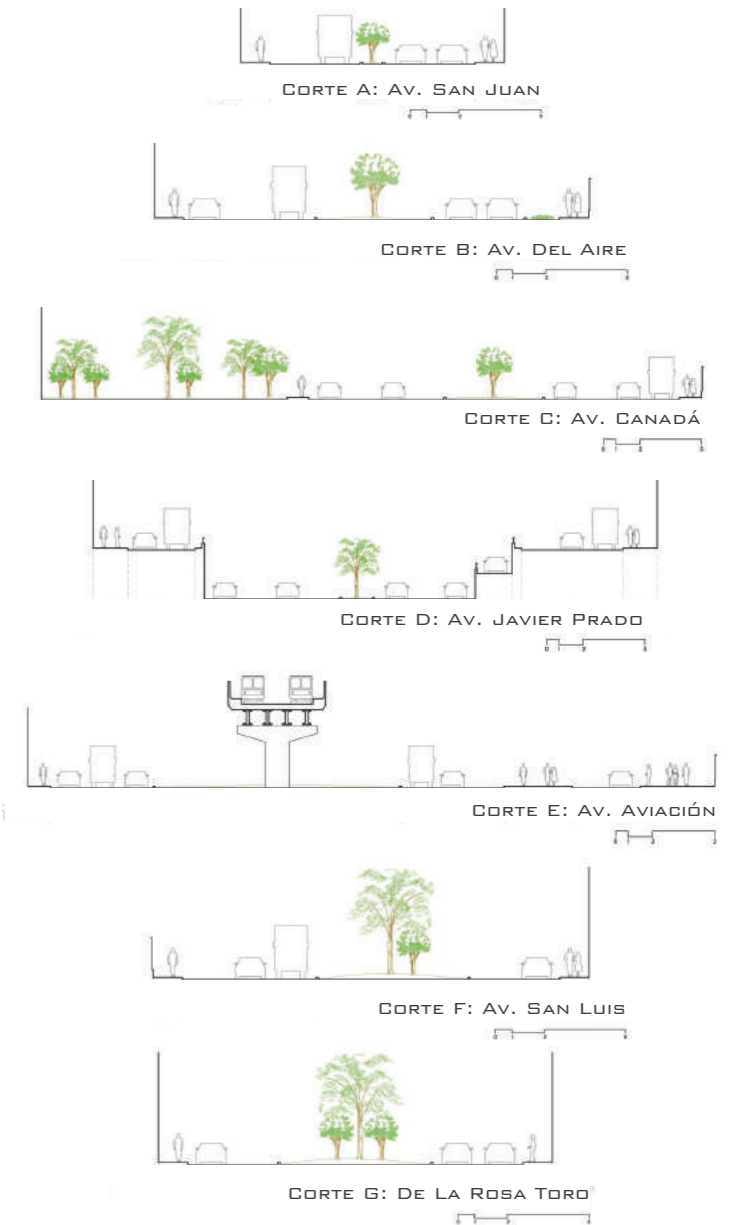 CORTE A: AV. SAN JUAN
CORTE B: AV. DEL AIRE
CORTE C: AV. CANADÁ
CORTE D: AV. JAVIER PRADO
CORTE E: AV. AVIACIÓN
CORTE F: AV. SAN LUIS
CORTE G: DE LA ROSA TORO